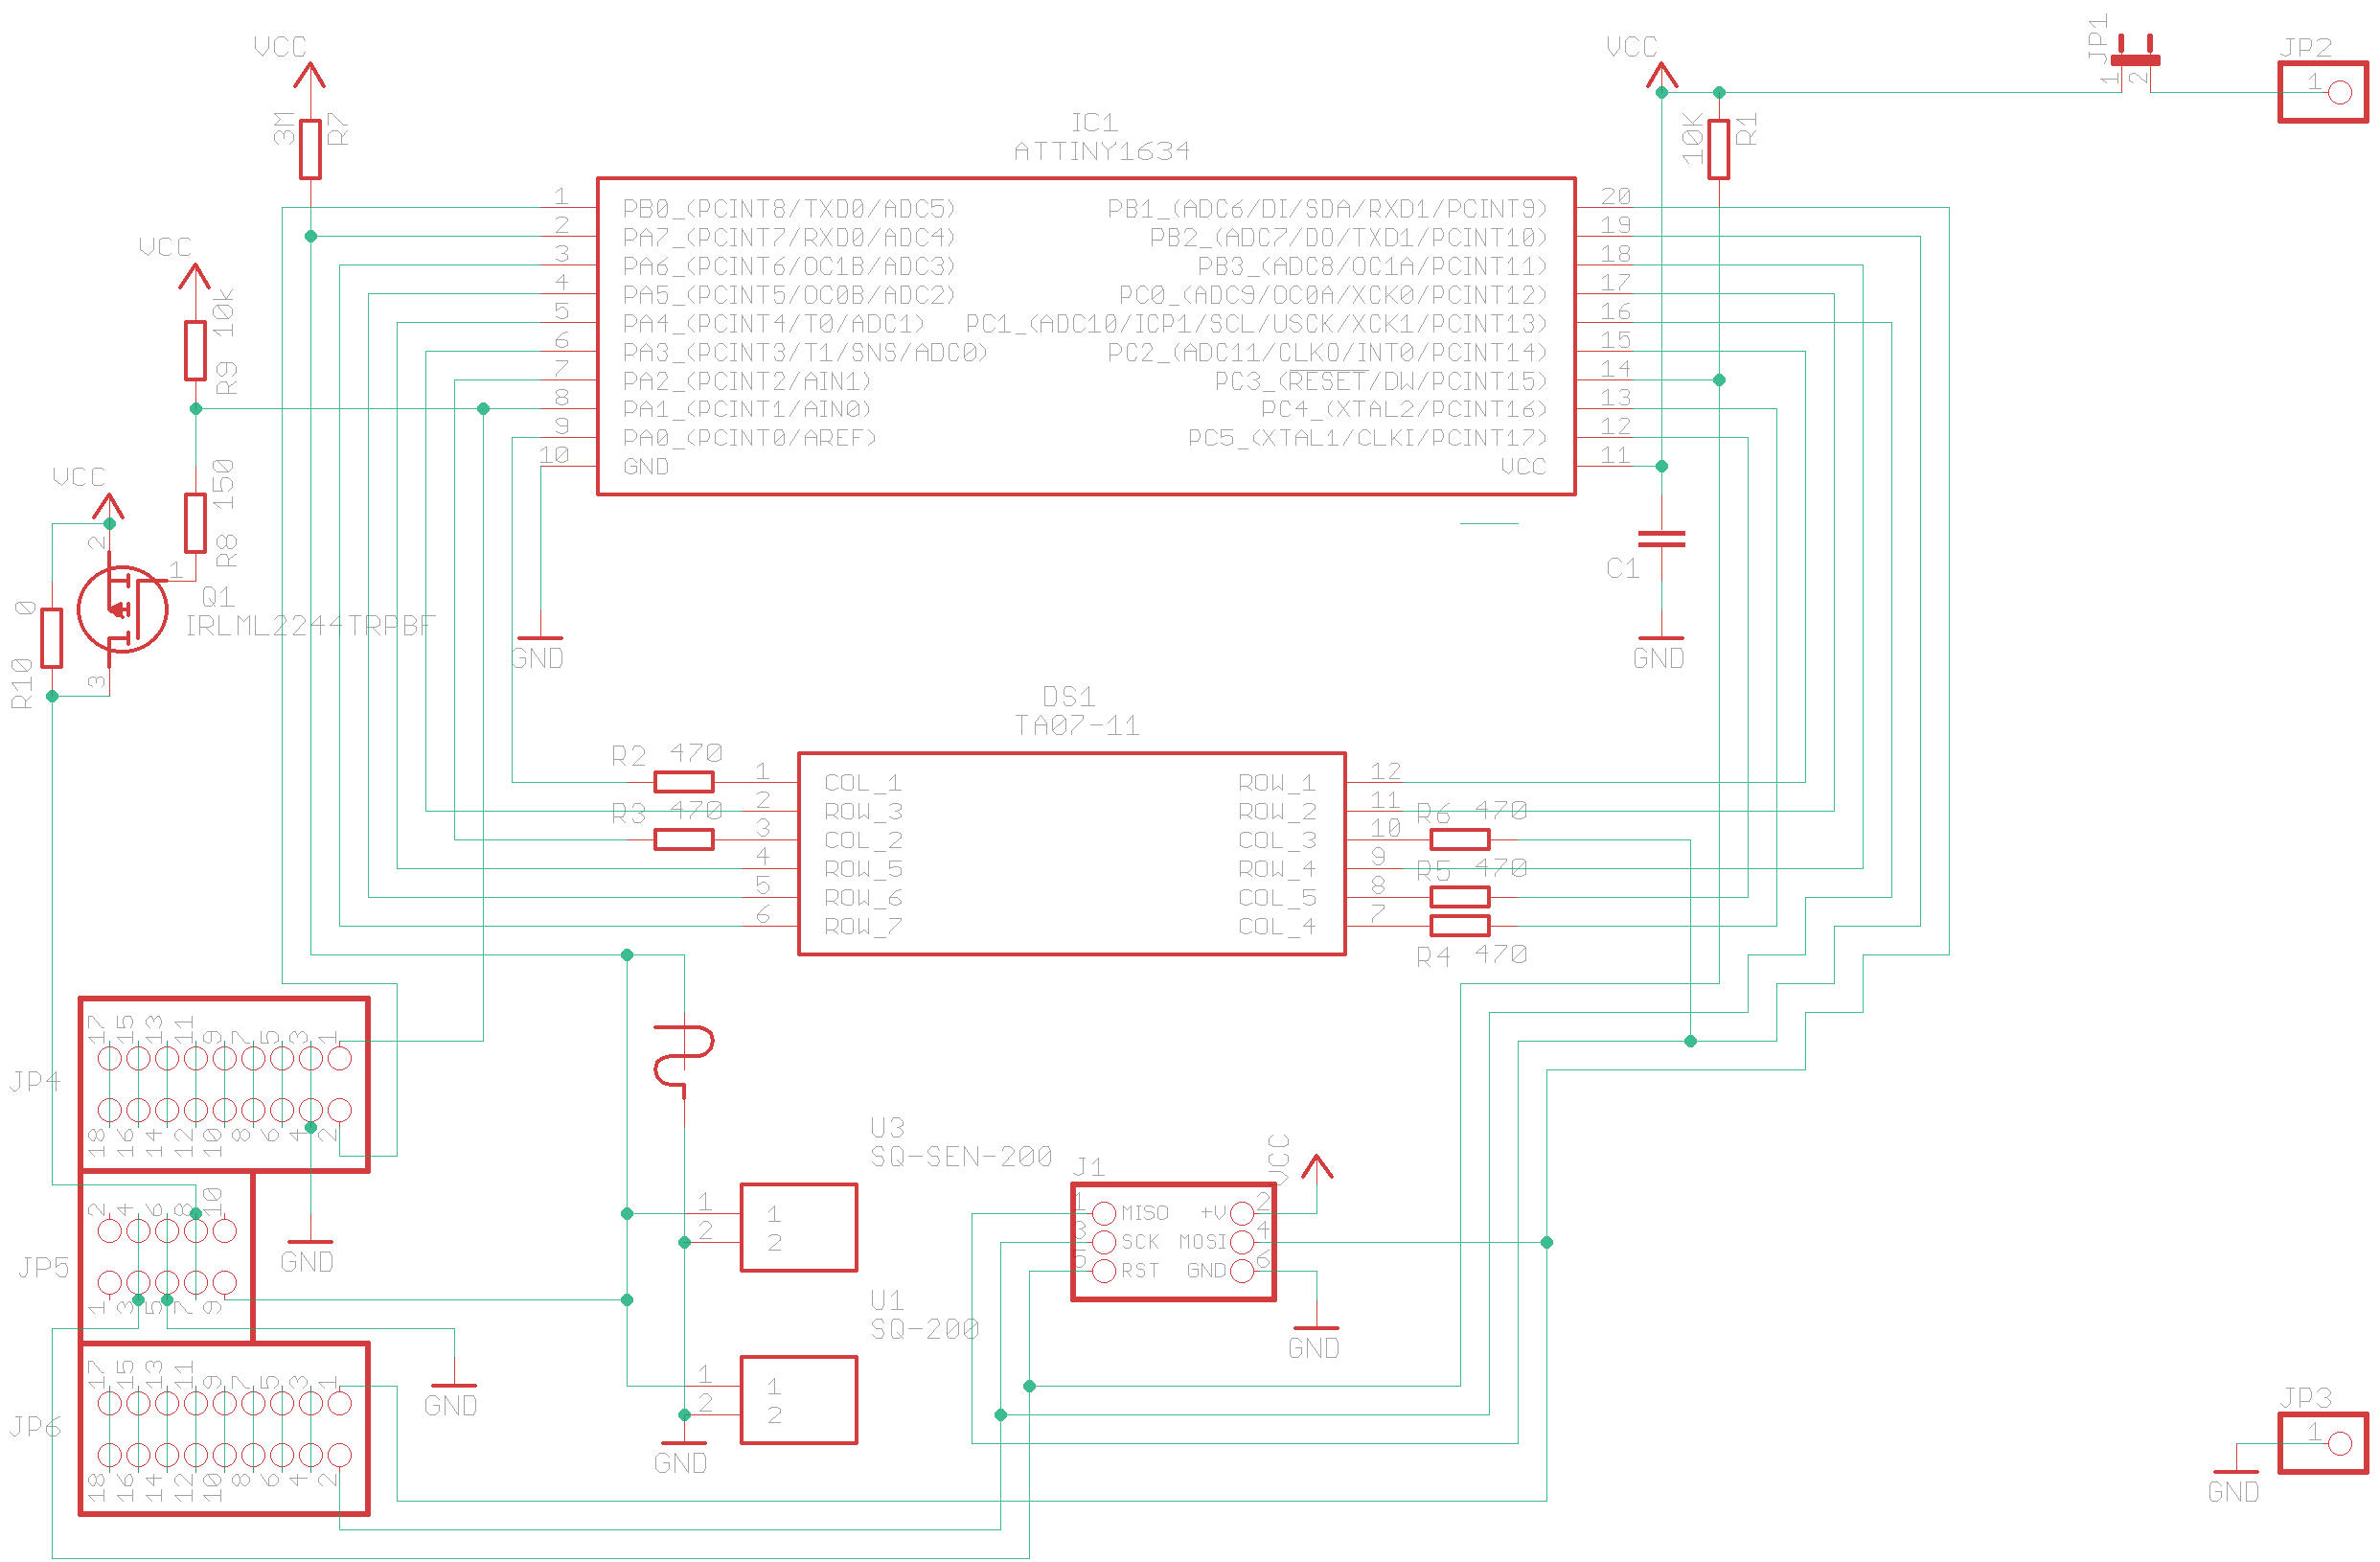 VCC
3M
R7
VCC
10k
R9
VCC
150
R8
2
1
Q1
IRLML2244TRPBF
0
R10
3
IC1
ATTINY1634
1 PB0_(PCINT8/TXD0/ADC5)
2 PA7_(PCINT7/RXD0/ADC4)
3 PA6_(PCINT6/OC1B/ADC3)
4 PA5_(PCINT5/OC0B/ADC2)
5 PA4_(PCINT4/T0/ADC1)
6 PA3_(PCINT3/T1/SNS/ADC0)
7 PA2_(PCINT2/AIN1)
8 PA1_(PCINT1/AIN0)
9 PA0_(PCINT0/AREF)
10 GND
PB1_(ADC6/DI/SDA/RXD1/PCINT9) 20
PB2_(ADC7/DO/TXD1/PCINT10) 19
PB3_(ADC8/OC1A/PCINT11) 18
PC0_(ADC9/OC0A/XCK0/PCINT12) 17
PC1_(ADC10/ICP1/SCL/USCK/XCK1/PCINT13) 16
PC2_(ADC11/CLKO/INT0/PCINT14) 15
PC3_(RESET/DW/PCINT15) 14
PC4_(XTAL2/PCINT16) 13
PC5_(XTAL1/CLKI/PCINT17) 12
VCC 11
GND
VCC
10K
R1
JP1
1 2
JP2
1
C1
GND
DS1
TA07-11
R2 470
R3 470
1 COL_1
2 ROW_3
3 COL_2
4 ROW_5
5 ROW_6
6 ROW_7
ROW_1 12
ROW_2 11
COL_3 10
ROW_4 9
COL_5 8
COL_4 7
R6 470
R5 470
R4 470
JP4
17 15 13 11 9 7 5 3 1
18 16 14 12 10 8 6 4 2
GND
JP5
2 4 6 8 10
1 3 5 7 9
GND
JP6
17 15 13 11 9 7 5 3 1
18 16 14 12 10 8 6 4 2
U3
SQ-SEN-200
1 1
2 2
U1
SQ-200
1 1
2 2
GND
J1
VCC
1 MISO +V 2
3 SCK MOSI 4
5 RST GND 6
GND
JP3
1
GND